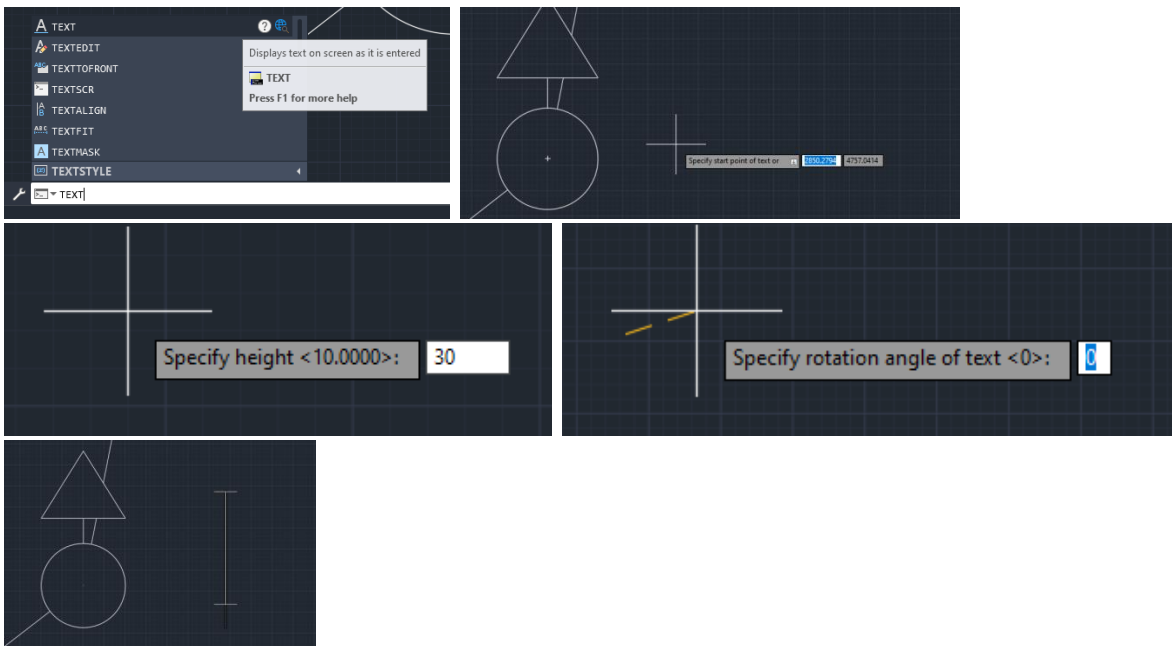 TEXT
TEXTEDIT
TEXTTOFRONT
TEXTSCR
TEXTALIGN
TEXTFIT
TEXTMASK
TEXTSTYLE
TEXT
Displays text on screen as it is entered
TEXT
Press F1 for more help
Specify start point of text or 2850.2794 4757.0414
Specify height <10.0000>: 30
Specify rotation angle of text <0>: 0